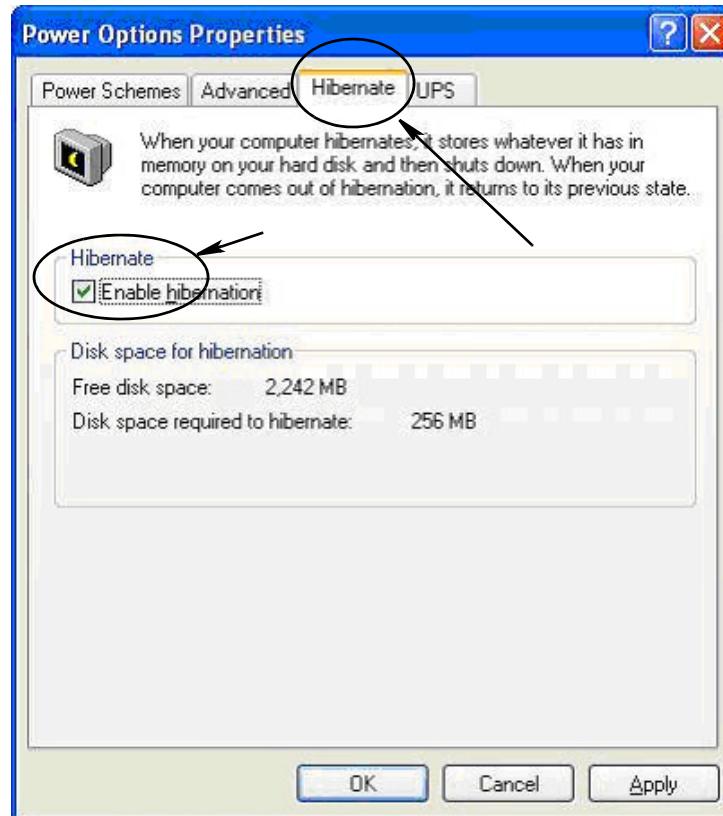 Power Options Properties
Power Schemes Advanced Hibernate UPS
When your computer hibernates, it stores whatever it has in
memory on your hard disk and then shuts down. When your
computer comes out of hibernation, it returns to its previous state.
Hibernate
Enable hibernation
Disk space for hibernation
Free disk space: 2,242 MB
Disk space required to hibernate: 256 MB
OK Cancel Apply